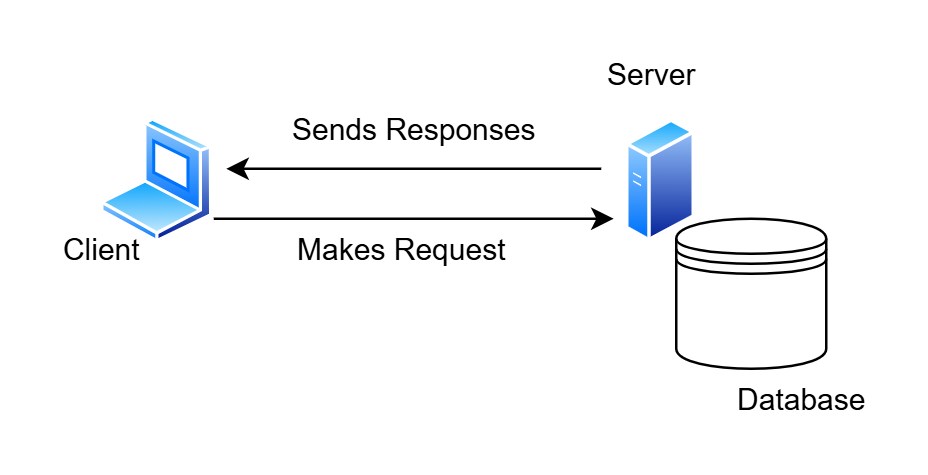 Server
Sends Responses
Client
Makes Request
Database